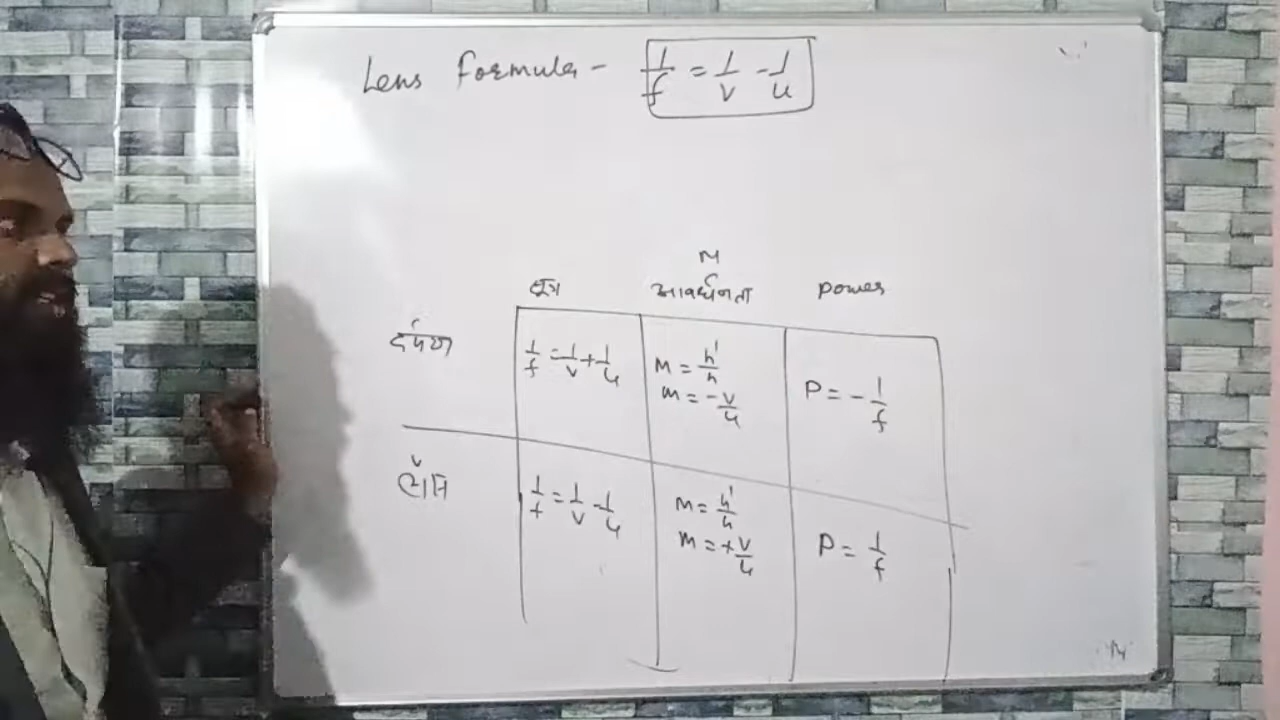 Lens formula - 1/f = 1/v - 1/u
M
सूत्र आवर्धनता power
दर्पण 1/f = 1/v + 1/u
M = h'/h
m = -v/u
P = -1/f
लेंस 1/f = 1/v - 1/u
M = h'/h
m = +v/u
P = 1/f